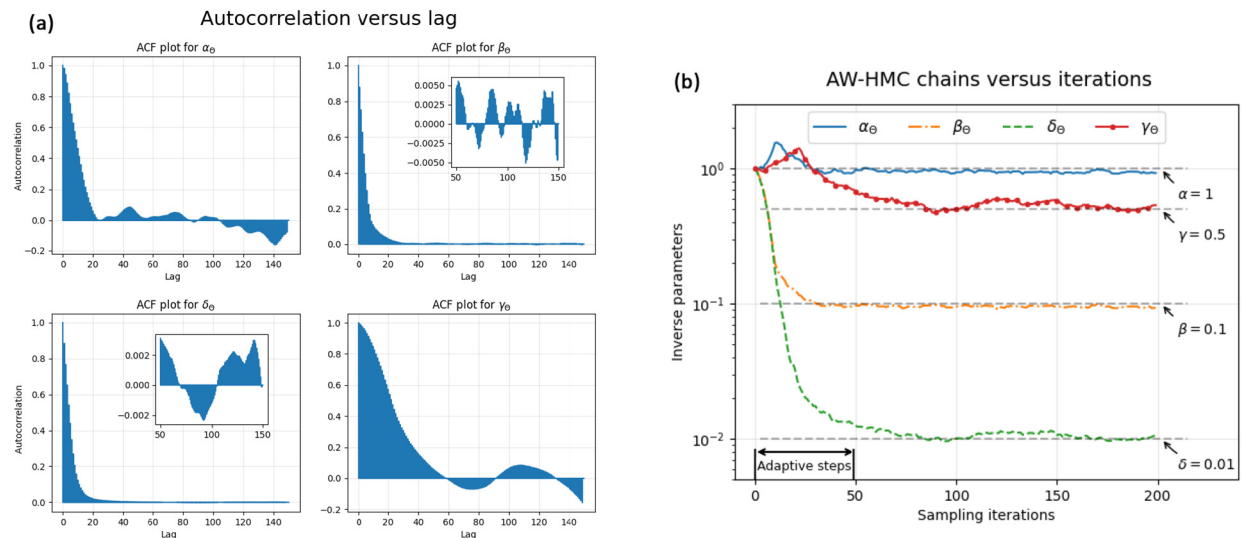 (a)
Autocorrelation versus lag
ACF plot for αΘ
1.0
0.8
0.6
0.4
0.2
0.0
−0.2
Autocorrelation
0 20 40 60 80 100 120 140
Lag
ACF plot for βΘ
1.0
0.8
0.6
0.4
0.2
0.0
0.0050
0.0025
0.0000
−0.0025
−0.0050
50 100 150
0 20 40 60 80 100 120 140
Lag
ACF plot for δΘ
1.0
0.8
0.6
0.4
0.2
0.0
Autocorrelation
0.002
0.000
−0.002
50 100 150
0 20 40 60 80 100 120 140
Lag
ACF plot for γΘ
1.0
0.8
0.6
0.4
0.2
0.0
−0.2
0 20 40 60 80 100 120 140
Lag
(b)
AW-HMC chains versus iterations
αΘ βΘ δΘ γΘ
10⁰
10⁻¹
10⁻²
Inverse parameters
α = 1
γ = 0.5
β = 0.1
δ = 0.01
Adaptive steps
0 50 100 150 200
Sampling iterations